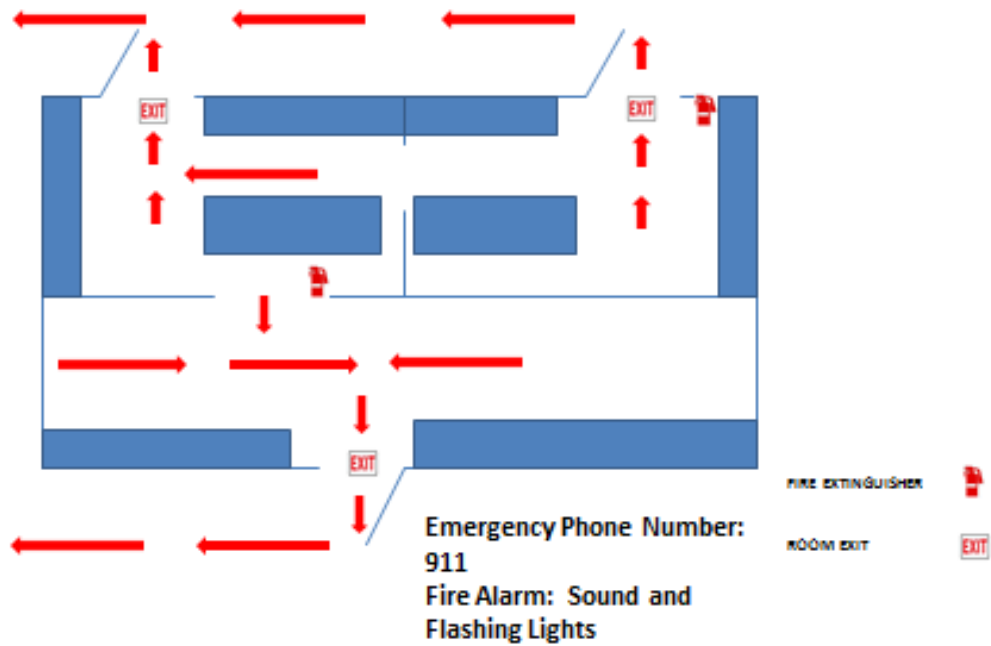 EXIT
EXIT
EXIT
Emergency Phone Number:
911
Fire Alarm: Sound and
Flashing Lights
FIRE EXTINGUISHER
ROOM EXIT
EXIT